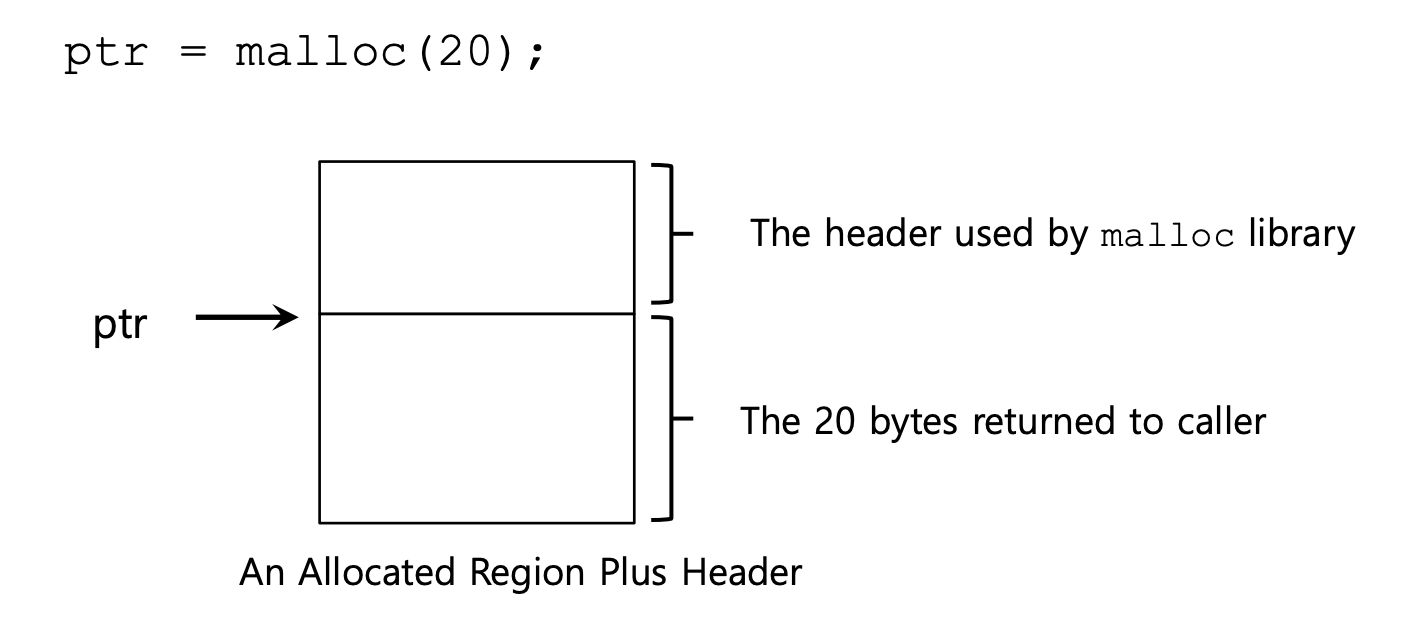 ptr = malloc(20);
The header used by malloc library
ptr
The 20 bytes returned to caller
An Allocated Region Plus Header